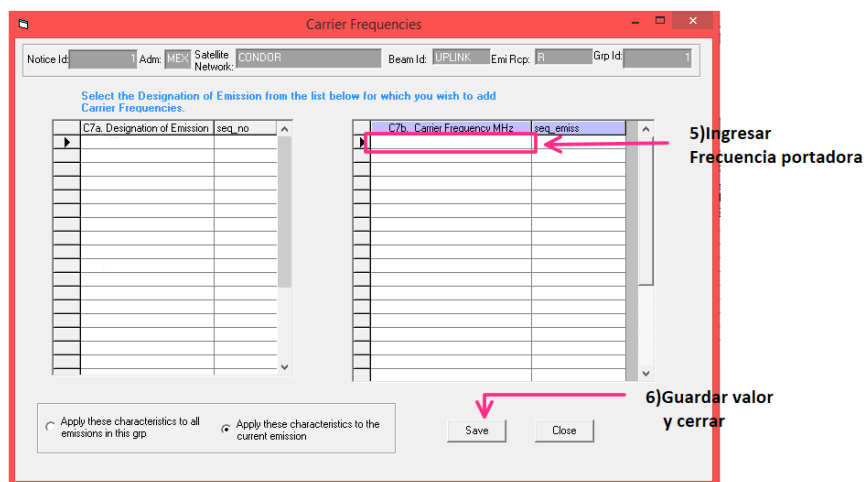 Carrier Frequencies
Notice Id: 1 Adm: MEX Satellite Network: CONDOR Beam Id: UPLINK Emi Rcp: R Grp Id: 1
Select the Designation of Emission from the list below for which you wish to add
Carrier Frequencies.
C7a. Designation of Emission seq_no
C7b. Carrier Frequency MHz seq_emiss
5)Ingresar
Frecuencia portadora
Apply these characteristics to all
emissions in this grp
Apply these characteristics to the
current emission
Save
Close
6)Guardar valor
y cerrar